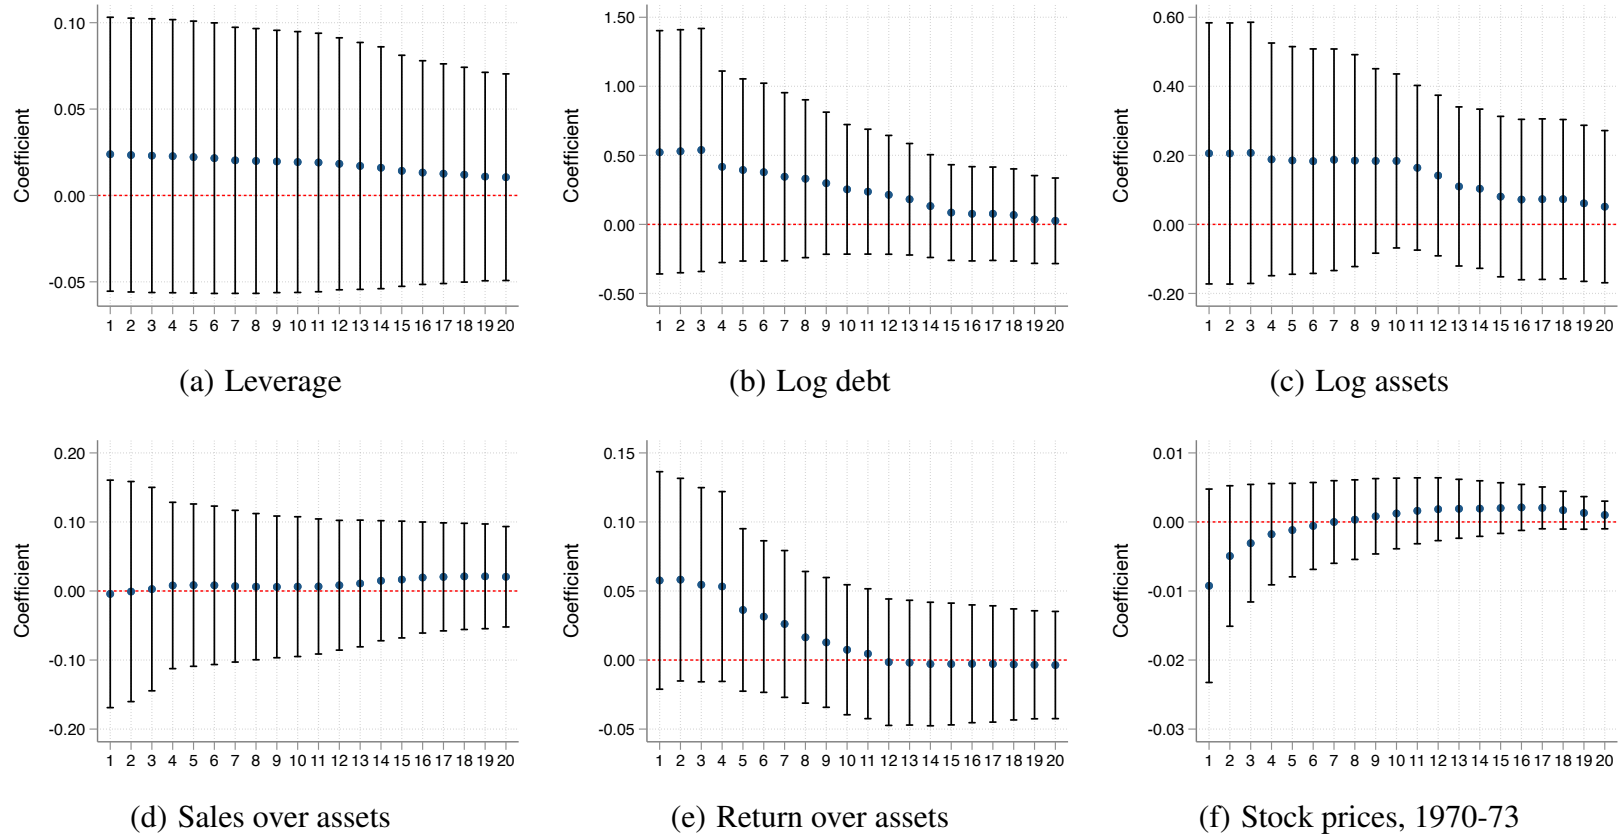 0.10
0.05
0.00
-0.05
Coefficient
1 2 3 4 5 6 7 8 9 10 11 12 13 14 15 16 17 18 19 20
(a) Leverage
1.50
1.00
0.50
0.00
-0.50
Coefficient
1 2 3 4 5 6 7 8 9 10 11 12 13 14 15 16 17 18 19 20
(b) Log debt
0.60
0.40
0.20
0.00
-0.20
Coefficient
1 2 3 4 5 6 7 8 9 10 11 12 13 14 15 16 17 18 19 20
(c) Log assets
0.20
0.10
0.00
-0.10
-0.20
Coefficient
1 2 3 4 5 6 7 8 9 10 11 12 13 14 15 16 17 18 19 20
(d) Sales over assets
0.15
0.10
0.05
0.00
-0.05
Coefficient
1 2 3 4 5 6 7 8 9 10 11 12 13 14 15 16 17 18 19 20
(e) Return over assets
0.01
0.00
-0.01
-0.02
-0.03
Coefficient
1 2 3 4 5 6 7 8 9 10 11 12 13 14 15 16 17 18 19 20
(f) Stock prices, 1970-73